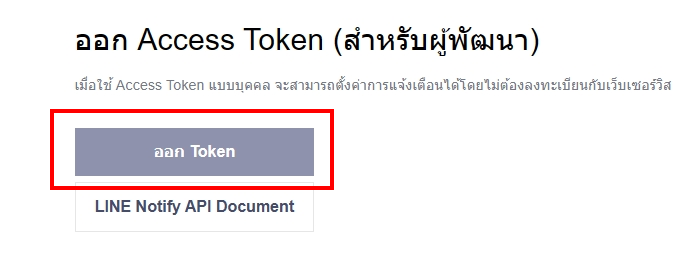 ออก Access Token (สำหรับผู้พัฒนา)
เมื่อใช้ Access Token แบบบุคคล จะสามารถตั้งค่าการแจ้งเตือนได้โดยไม่ต้องลงทะเบียนกับเว็บเซอร์วิส
ออก Token
LINE Notify API Document